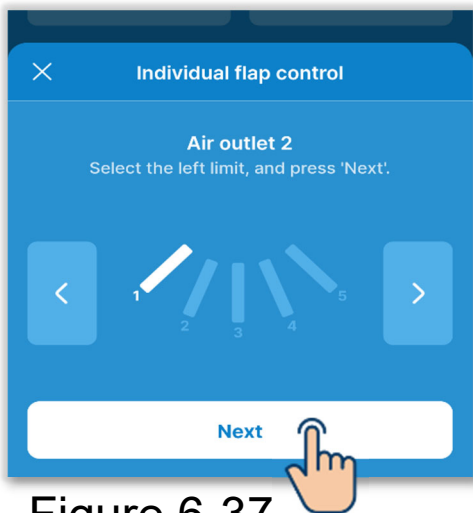 Individual flap control
Air outlet 2
Select the left limit, and press 'Next'.
1
2
3
4
5
Next
Figure 6-37